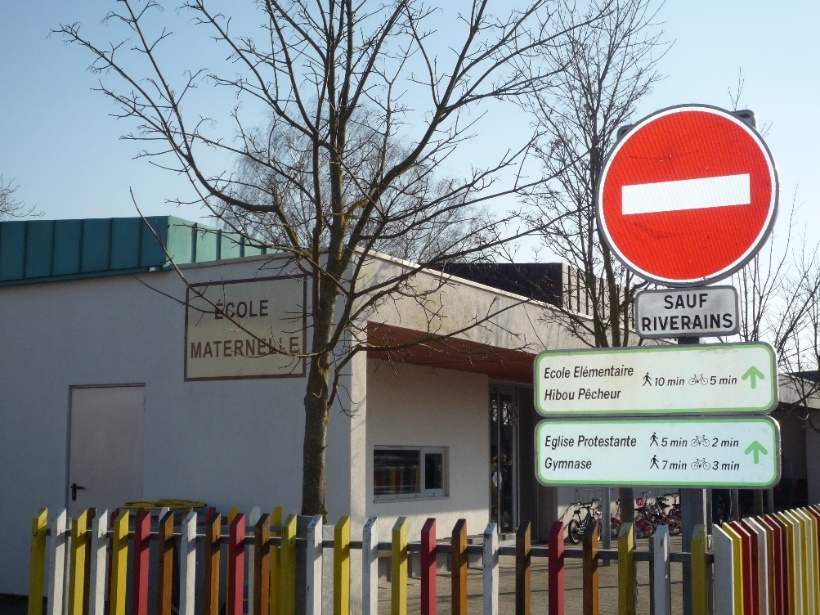 ÉCOLE
MATERNELLE
SAUF
RIVERAINS
Ecole Elémentaire
Hibou Pêcheur
10 min 5 min
Eglise Protestante 5 min 2 min
Gymnase 7 min 3 min